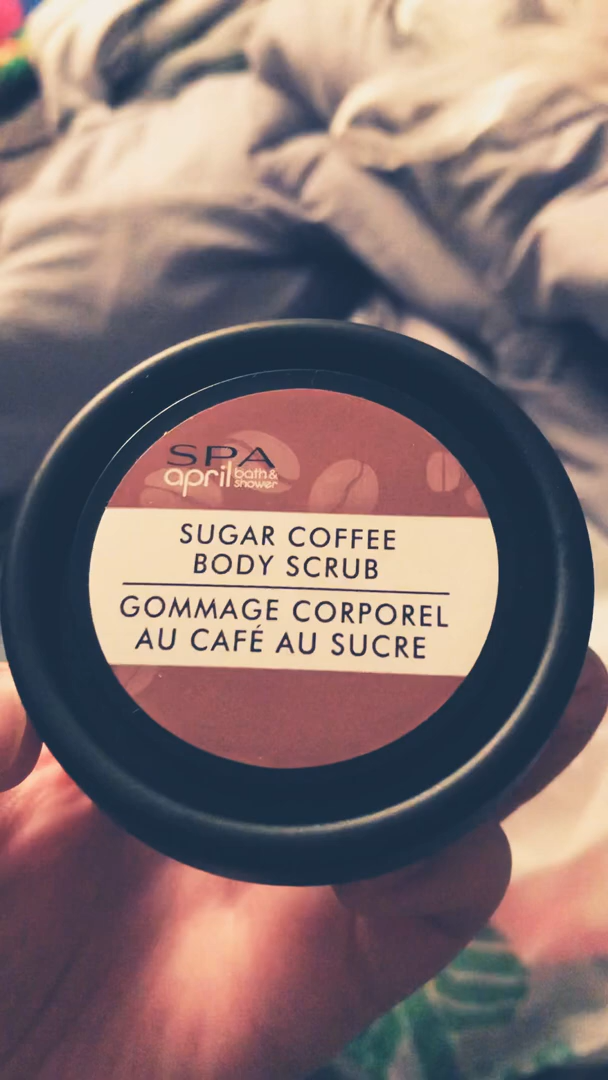 SPA
april bath & shower
SUGAR COFFEE
BODY SCRUB
GOMMAGE CORPOREL
AU CAFÉ AU SUCRE